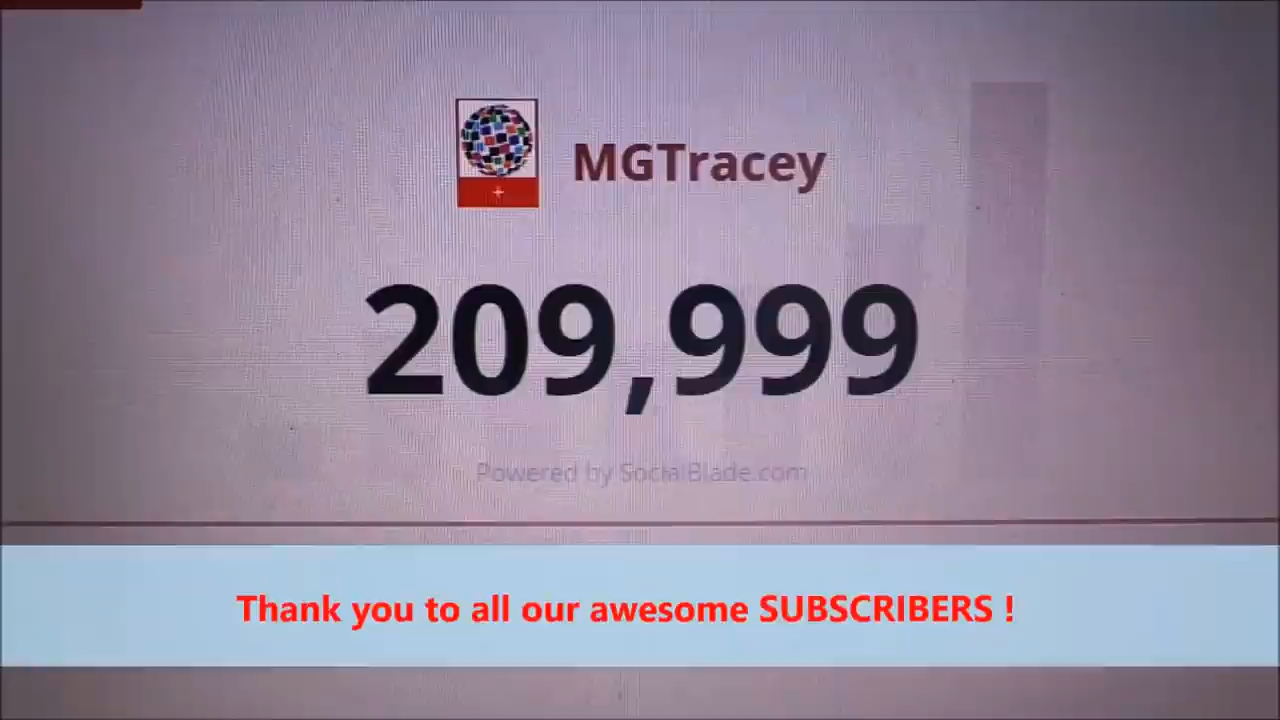 MGTracey
+
209,999
Powered by SocialBlade.com
Thank you to all our awesome SUBSCRIBERS !